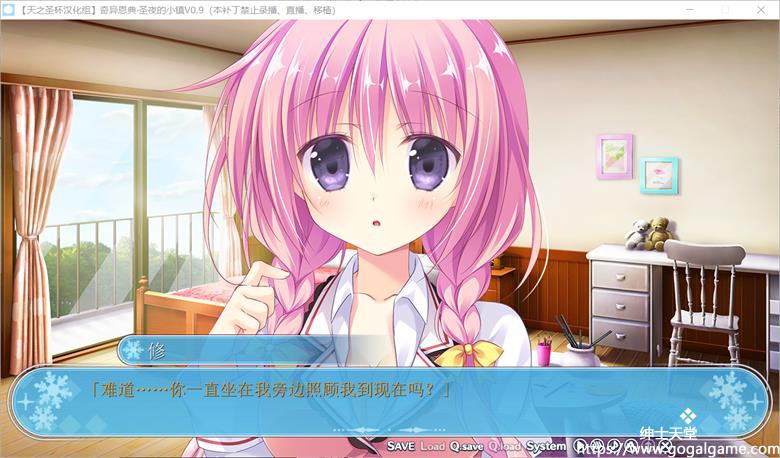 【天之圣杯汉化组】奇异恩典·圣夜的小镇V0.9（本补丁禁止录播、直播、移植）
修
「难道……你一直坐在我旁边照顾我到现在吗？」
绅士天堂
SAVE Load Q.save Q.load System
https://www.gogalgame.com